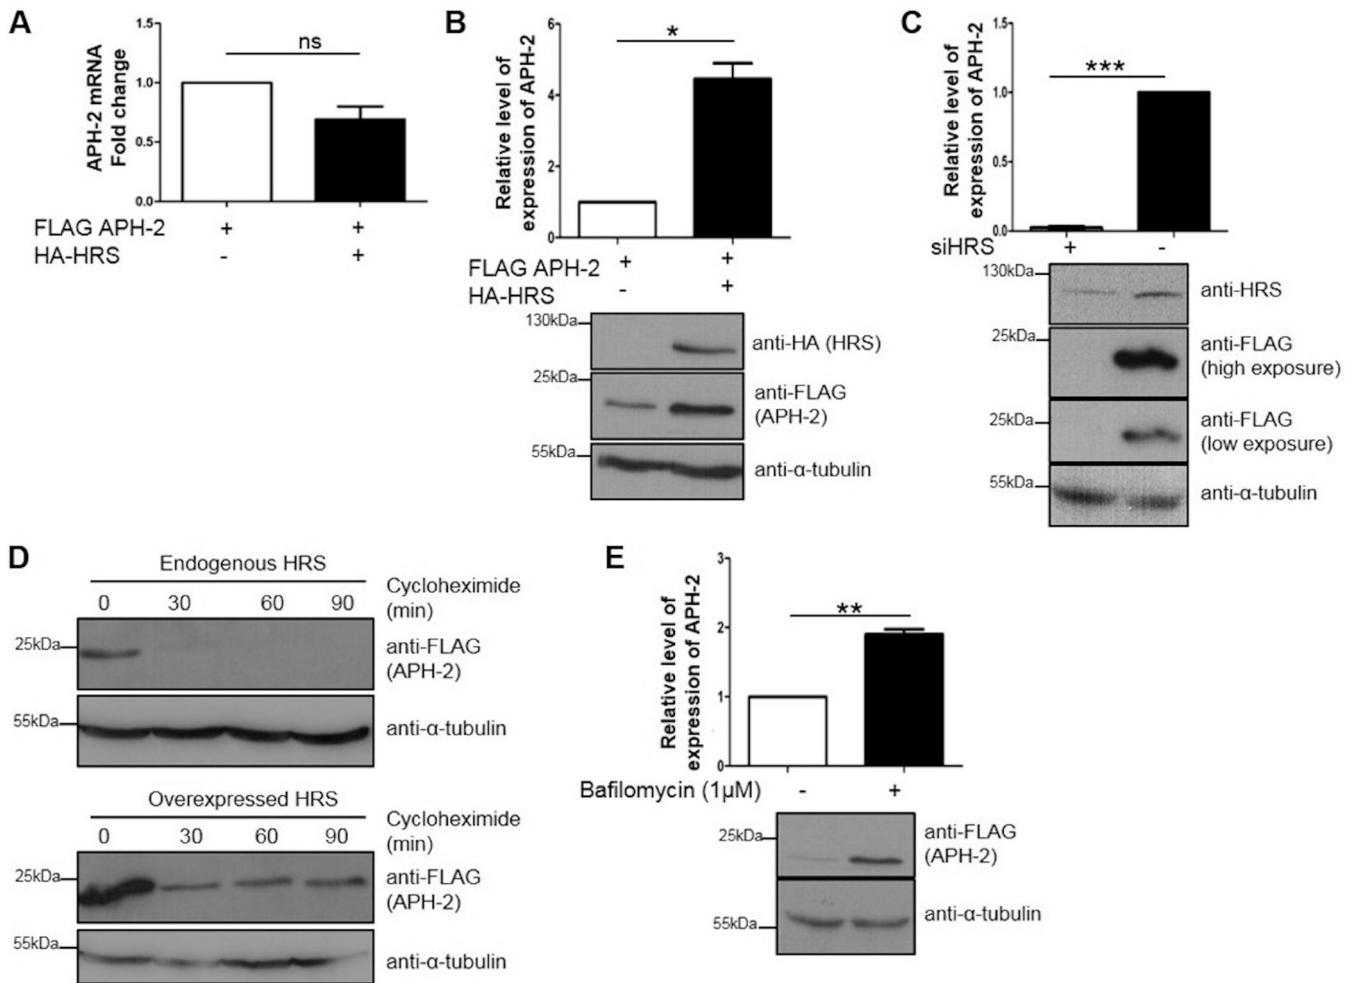 A
APH-2 mRNA
Fold change
1.5
1.0
0.5
0.0
ns
FLAG APH-2 + +
HA-HRS - +
B
Relative level of
expression of APH-2
6
4
2
0
*
FLAG APH-2 + +
HA-HRS - +
130kDa
anti-HA (HRS)
25kDa
anti-FLAG
(APH-2)
55kDa
anti-α-tubulin
C
Relative level of
expression of APH-2
1.5
1.0
0.5
0.0
***
siHRS + -
130kDa
anti-HRS
25kDa
anti-FLAG
(high exposure)
25kDa
anti-FLAG
(low exposure)
55kDa
anti-α-tubulin
D
Endogenous HRS
0 30 60 90
Cycloheximide
(min)
25kDa
anti-FLAG
(APH-2)
55kDa
anti-α-tubulin
Overexpressed HRS
0 30 60 90
Cycloheximide
(min)
25kDa
anti-FLAG
(APH-2)
55kDa
anti-α-tubulin
E
Relative level of
expression of APH-2
3
2
1
0
**
Bafilomycin (1µM) - +
25kDa
anti-FLAG
(APH-2)
55kDa
anti-α-tubulin